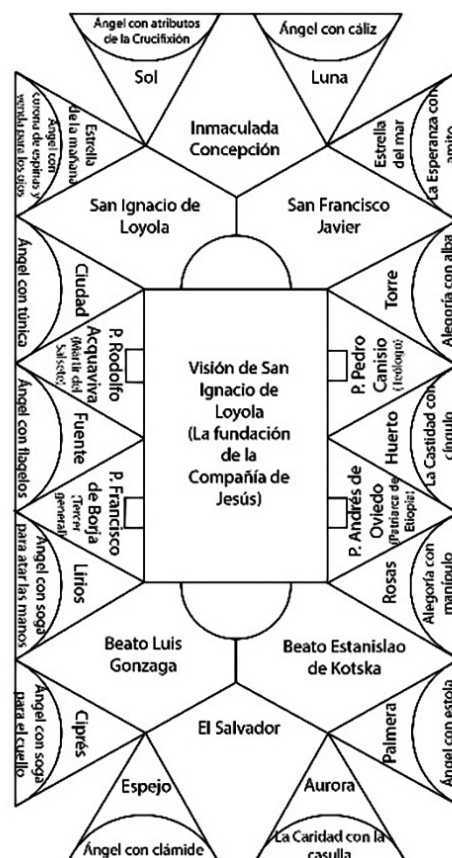 Ángel con atributos
de la Crucifixión
Ángel con cáliz
Sol
Luna
Inmaculada
Concepción
Estrella
de la mañana
Ángel con
corona de espinas y
venda para los ojos
Estrella
del mar
La Esperanza con
amito
San Ignacio de
Loyola
San Francisco
Javier
Ciudad
Ángel con túnica
Torre
Alegoría con alba
P. Rodolfo
Acquaviva
(Mártir del
Salsete)
P. Pedro
Canisio
(Teólogo)
Visión de San
Ignacio de
Loyola
(La fundación
de la
Compañía de
Jesús)
Fuente
Ángel con flagelos
Huerto
La Castidad con
cíngulo
P. Francisco
de Borja
(Tercer
general)
P. Andrés de
Oviedo
(Patriarca de
Etiopía)
Lirios
Ángel con soga
para atar las manos
Rosas
Alegoría con
manípulo
Beato Luis
Gonzaga
Beato Estanislao
de Kotska
Ciprés
Ángel con soga
para el cuello
El Salvador
Palmera
Ángel con estola
Espejo
Aurora
Ángel con clámide
La Caridad con la
casulla